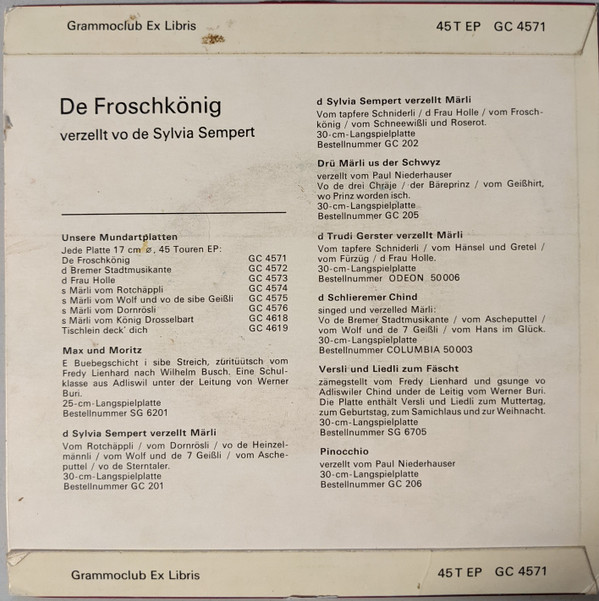 Grammoclub Ex Libris 45 T EP GC 4571
De Froschkönig
verzellt vo de Sylvia Sempert
Unsere Mundartplatten
Jede Platte 17 cm ø, 45 Touren EP:
De Froschkönig GC 4571
d Bremer Stadtmusikante GC 4572
d Frau Holle GC 4573
s Märli vom Rotchäppli GC 4574
s Märli vom Wolf und vo de sibe Geißli GC 4575
s Märli vom Dornrösli GC 4576
s Märli vom König Drosselbart GC 4618
Tischlein deck' dich GC 4619
Max und Moritz
E Buebegschicht i sibe Streich, züritüütsch vom
Fredy Lienhard nach Wilhelm Busch. Eine Schul-
klasse aus Adliswil unter der Leitung von Werner
Buri.
25-cm-Langspielplatte
Bestellnummer SG 6201
d Sylvia Sempert verzellt Märli
Vom Rotchäppli / vom Dornrösli / vo de Heinzel-
männli / vom Wolf und de 7 Geißli / vom Asche-
puttel / vo de Sterntaler.
30-cm-Langspielplatte
Bestellnummer GC 201
d Sylvia Sempert verzellt Märli
Vom tapfere Schniderli / d Frau Holle / vom Frosch-
könig / vom Schneewißli und Roserot.
30-cm-Langspielplatte
Bestellnummer GC 202
Drü Märli us der Schwyz
verzellt vom Paul Niederhauser
Vo de drei Chräje / der Bäreprinz / vom Geißhirt,
wo Prinz worden isch.
30-cm-Langspielplatte
Bestellnummer GC 205
d Trudi Gerster verzellt Märli
Vom tapfere Schniderli / vom Hänsel und Gretel /
vom Fürzüg / d Frau Holle.
30-cm-Langspielplatte
Bestellnummer ODEON 50006
d Schlieremer Chind
singed und verzelled Märli:
Vo de Bremer Stadtmusikante / vom Ascheputtel /
vom Wolf und de 7 Geißli / vom Hans im Glück.
30-cm-Langspielplatte
Bestellnummer COLUMBIA 50003
Versli und Liedli zum Fäscht
zämegstellt vom Fredy Lienhard und gsunge vo
Adliswiler Chind under de Leitig vom Werner Buri.
Die Platte enthält Versli und Liedli zum Muttertag,
zum Geburtstag, zum Samichlaus und zur Weihnacht.
30-cm-Langspielplatte
Bestellnummer SG 6705
Pinocchio
verzellt vom Paul Niederhauser
30-cm-Langspielplatte
Bestellnummer GC 206
Grammoclub Ex Libris 45 T EP GC 4571